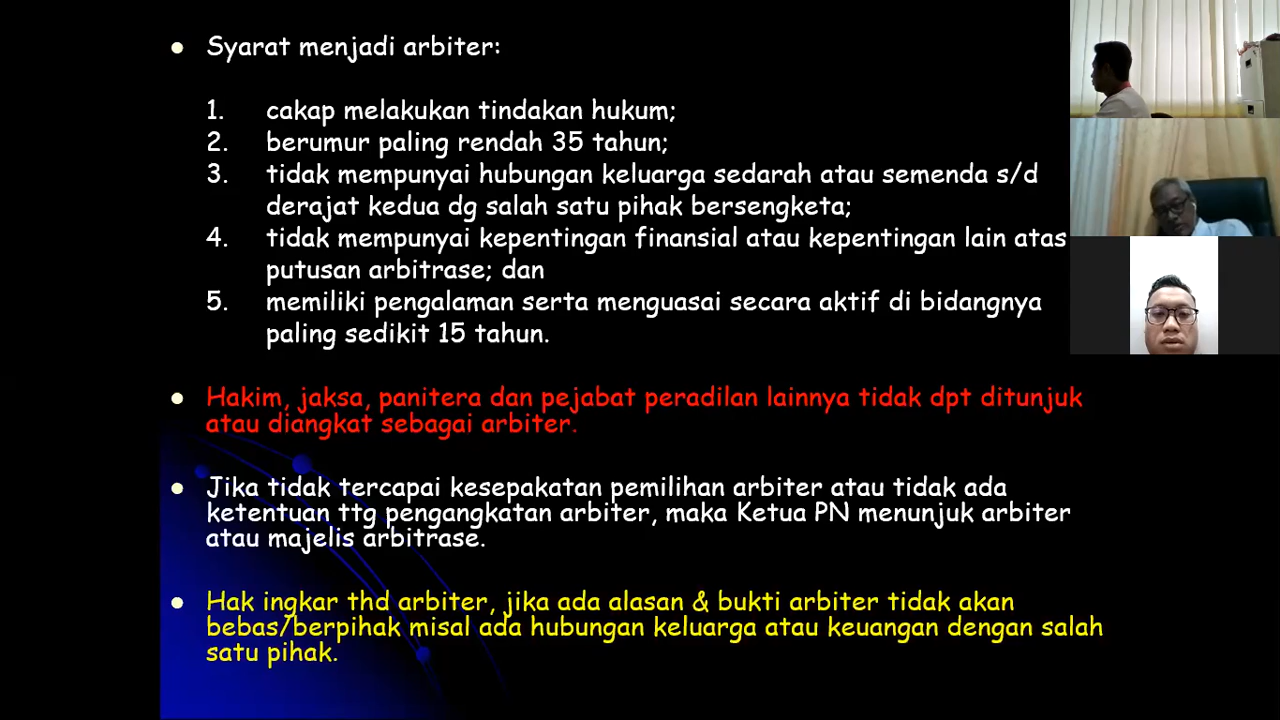 ● Syarat menjadi arbiter:
1. cakap melakukan tindakan hukum;
2. berumur paling rendah 35 tahun;
3. tidak mempunyai hubungan keluarga sedarah atau semenda s/d
derajat kedua dg salah satu pihak bersengketa;
4. tidak mempunyai kepentingan finansial atau kepentingan lain atas
putusan arbitrase; dan
5. memiliki pengalaman serta menguasai secara aktif di bidangnya
paling sedikit 15 tahun.
● Hakim, jaksa, panitera dan pejabat peradilan lainnya tidak dpt ditunjuk
atau diangkat sebagai arbiter.
● Jika tidak tercapai kesepakatan pemilihan arbiter atau tidak ada
ketentuan ttg pengangkatan arbiter, maka Ketua PN menunjuk arbiter
atau majelis arbitrase.
● Hak ingkar thd arbiter, jika ada alasan & bukti arbiter tidak akan
bebas/berpihak misal ada hubungan keluarga atau keuangan dengan salah
satu pihak.